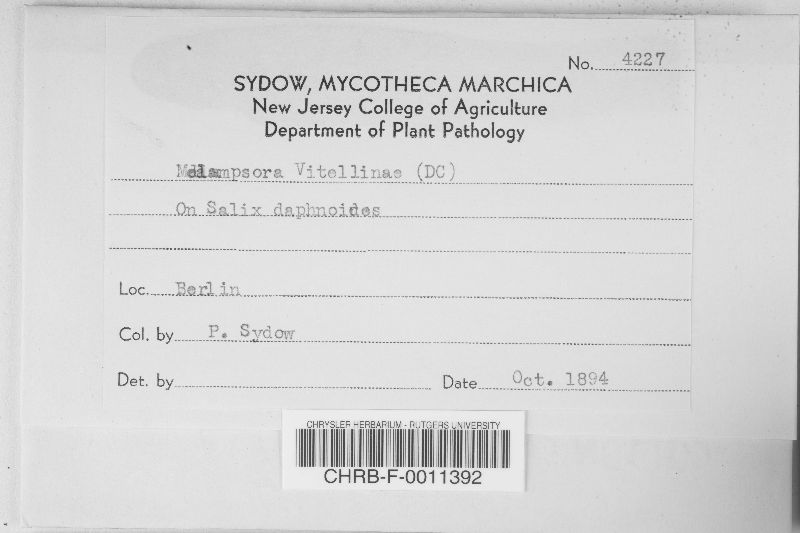 No. 4227
SYDOW, MYCOTHECA MARCHICA
New Jersey College of Agriculture
Department of Plant Pathology
Melampsora Vitellinae (DC)
On Salix daphnoides
Loc. Berlin
Col. by P. Sydow
Det. by Date Oct. 1894
CHRYSLER HERBARIUM - RUTGERS UNIVERSITY
CHRB-F-0011392